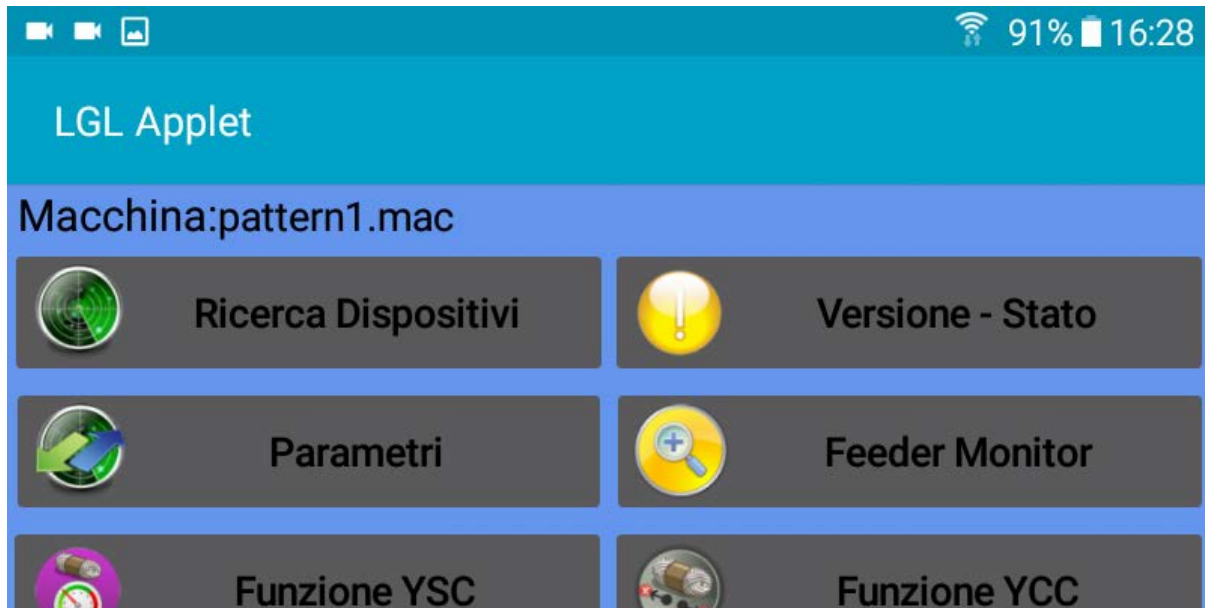 91% 16:28
LGL Applet
Macchina:pattern1.mac
Ricerca Dispositivi
Versione - Stato
Parametri
Feeder Monitor
Funzione YSC
Funzione YCC